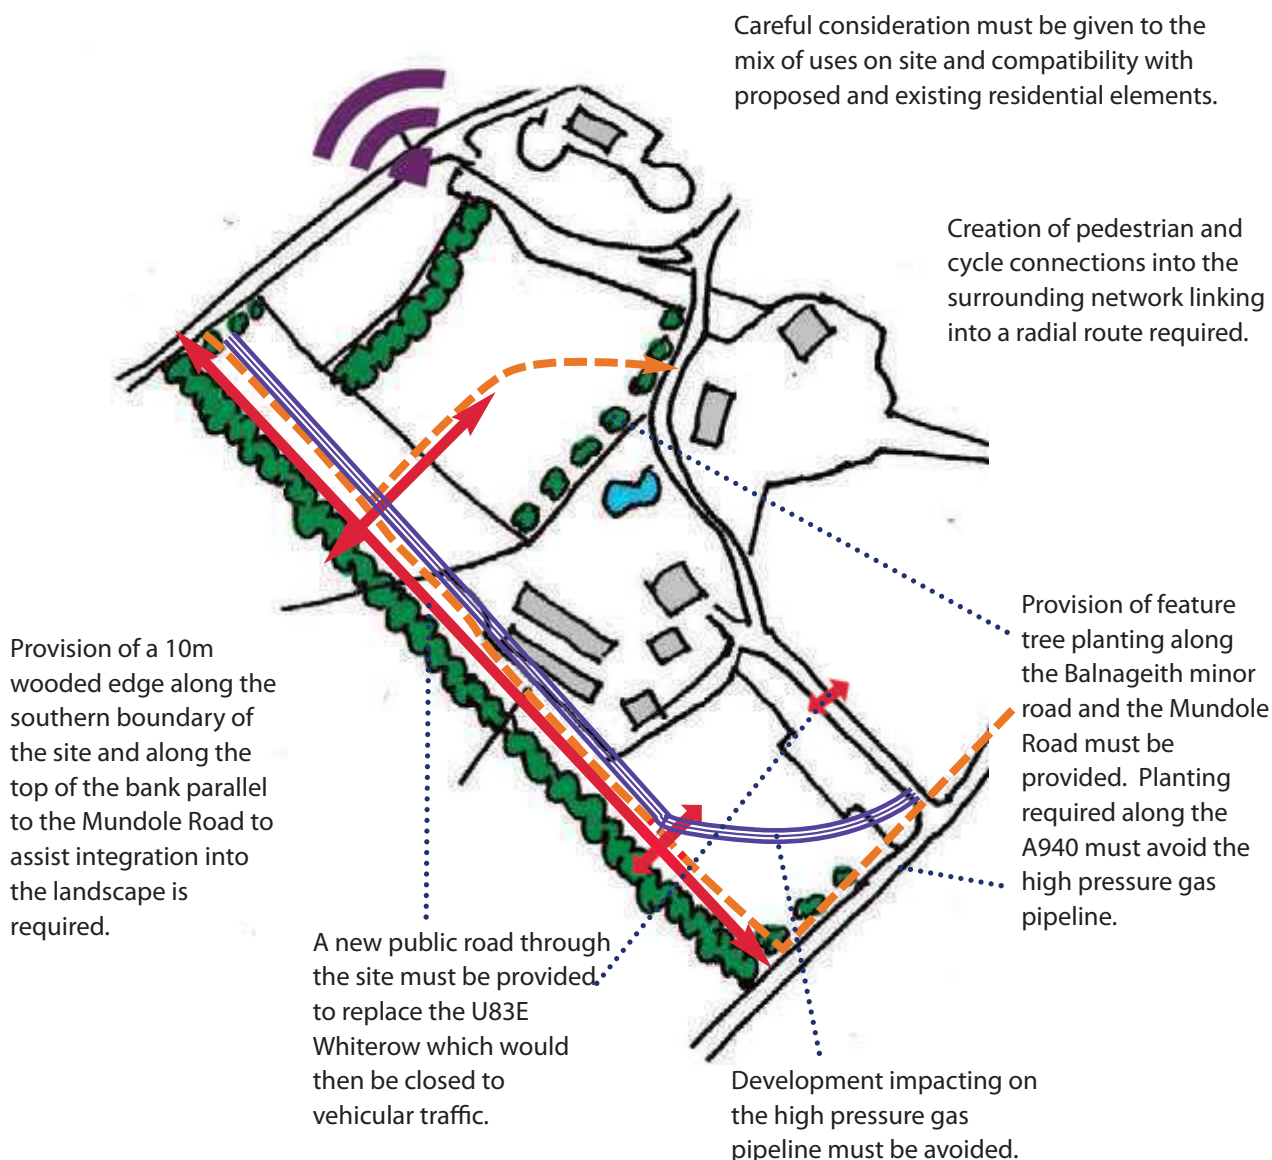 Careful consideration must be given to the
mix of uses on site and compatibility with
proposed and existing residential elements.
Creation of pedestrian and
cycle connections into the
surrounding network linking
into a radial route required.
Provision of feature
tree planting along
the Balnageith minor
road and the Mundole
Road must be
provided.  Planting
required along the
A940 must avoid the
high pressure gas
pipeline.
Provision of a 10m
wooded edge along the
southern boundary of
the site and along the
top of the bank parallel
to the Mundole Road to
assist integration into
the landscape is
required.
A new public road through
the site must be provided
to replace the U83E
Whiterow which would
then be closed to
vehicular traffic.
Development impacting on
the high pressure gas
pipeline must be avoided.